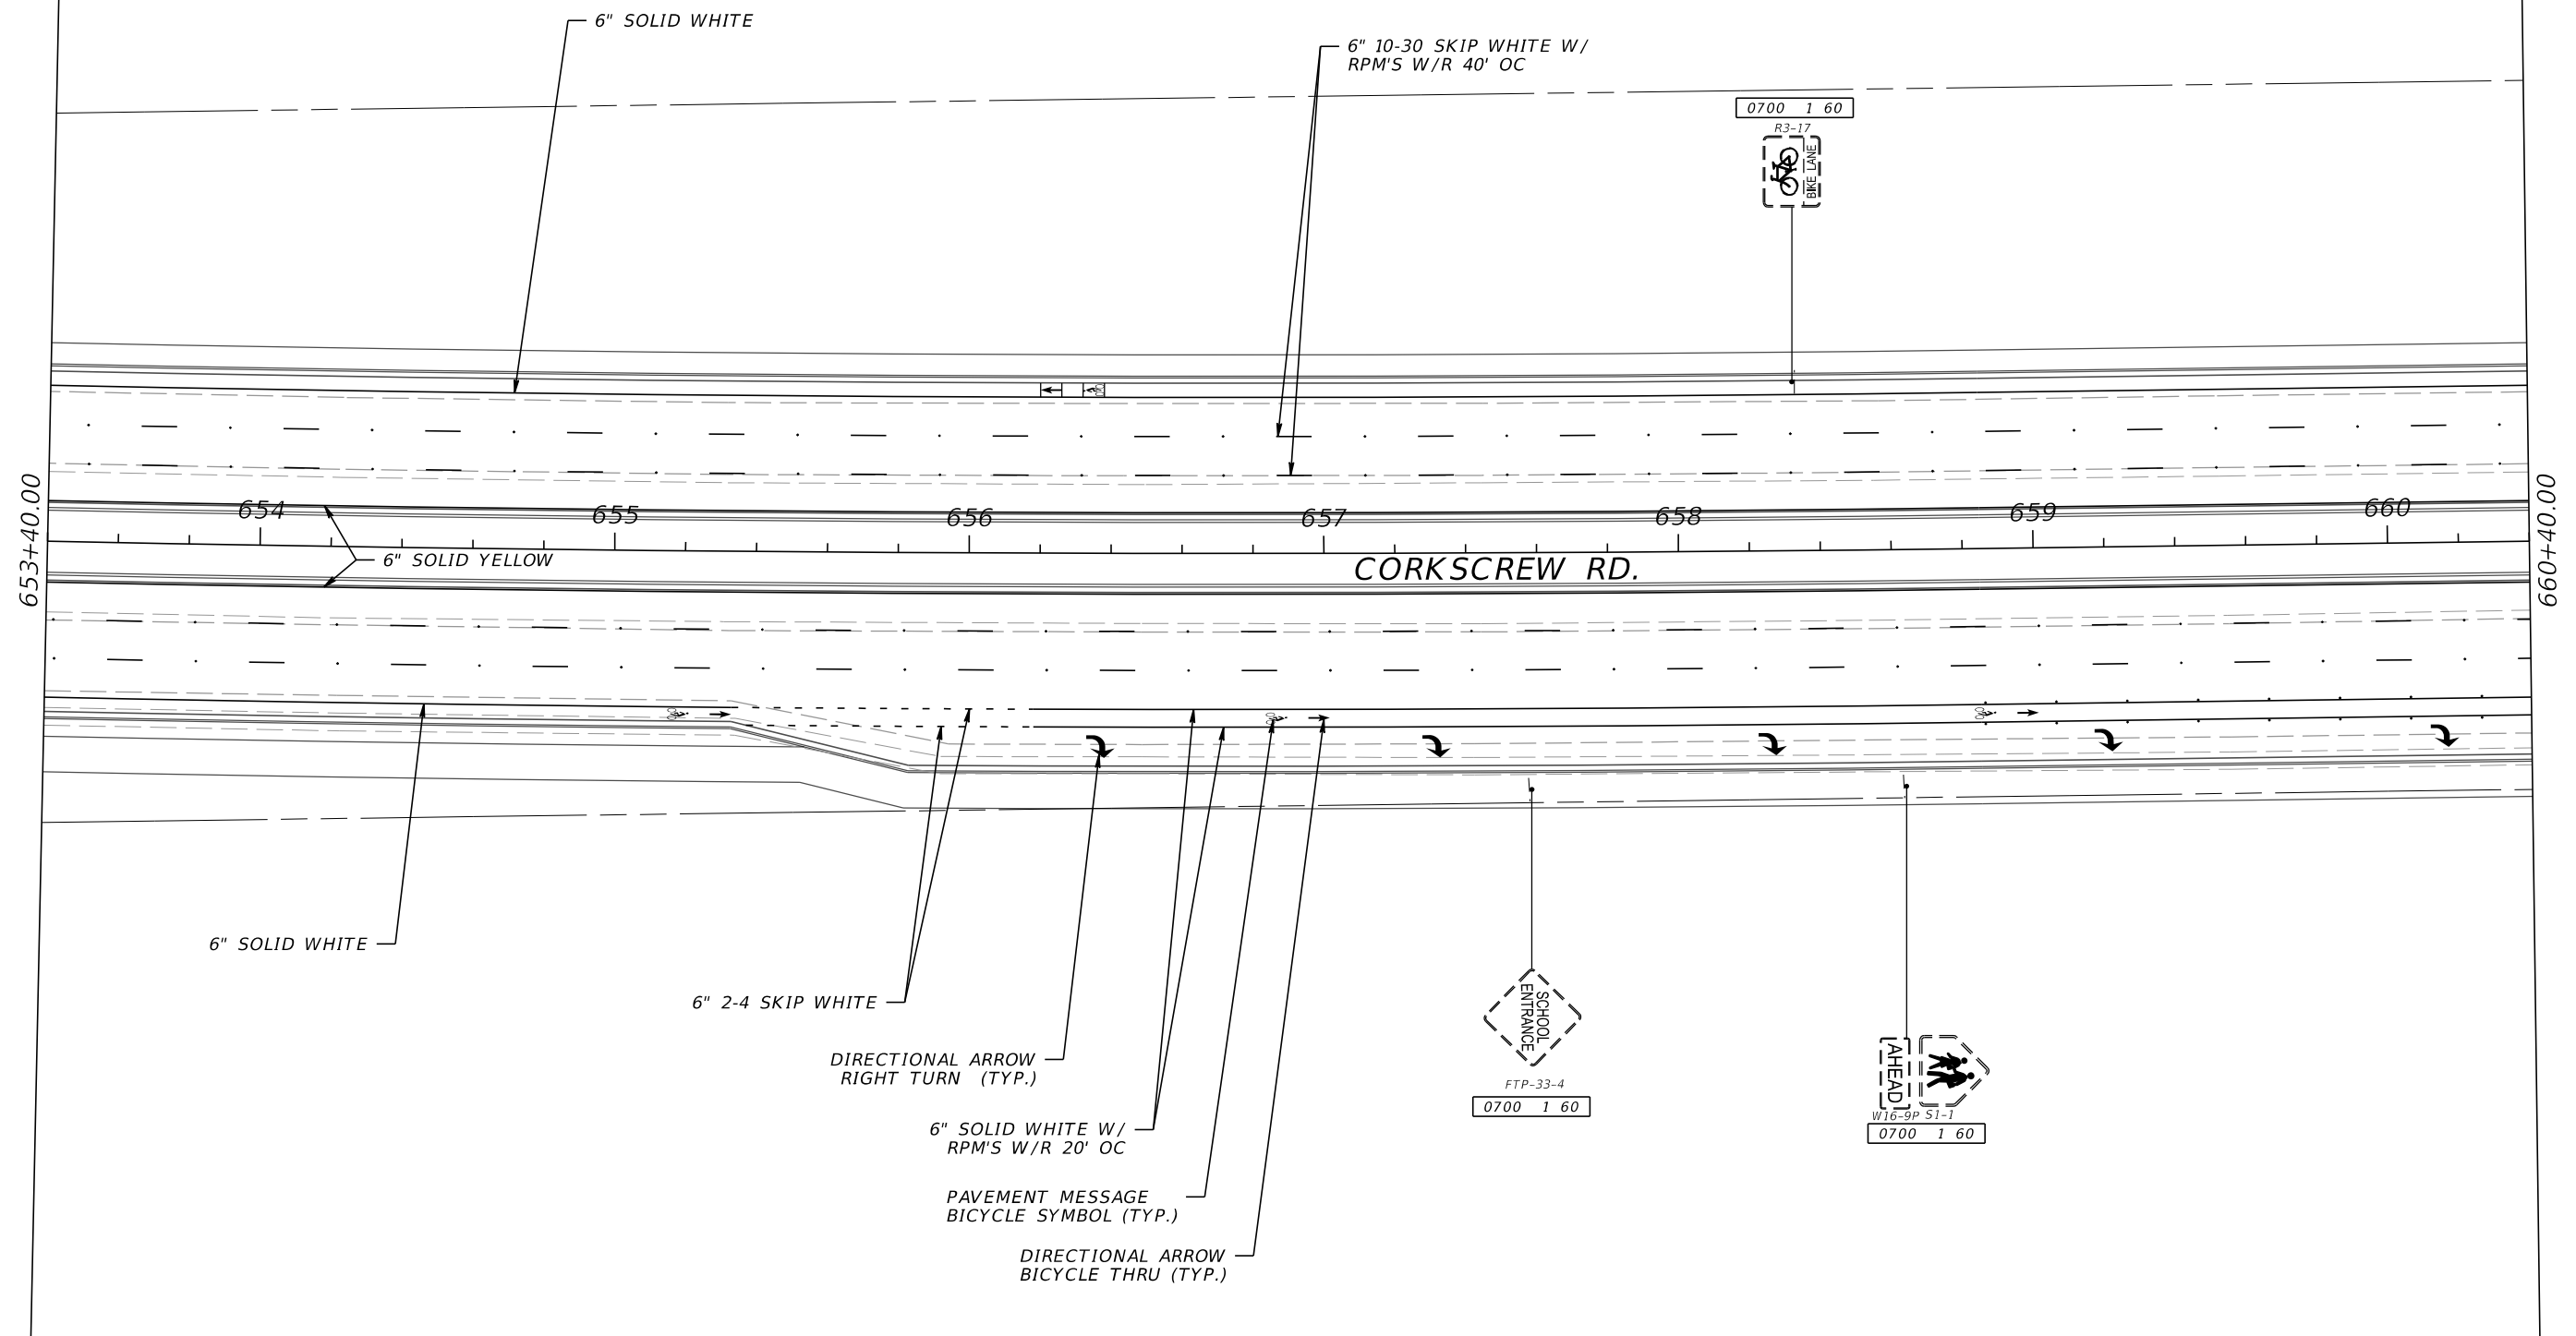 6" SOLID WHITE
6" 10-30 SKIP WHITE W/
RPM'S W/R 40' OC
0700 1 60
R3-17
BIKE LANE
653+40.00
654
655
656
657
658
659
660
660+40.00
6" SOLID YELLOW
CORKSCREW RD.
6" SOLID WHITE
6" 2-4 SKIP WHITE
DIRECTIONAL ARROW
RIGHT TURN (TYP.)
6" SOLID WHITE W/
RPM'S W/R 20' OC
PAVEMENT MESSAGE
BICYCLE SYMBOL (TYP.)
DIRECTIONAL ARROW
BICYCLE THRU (TYP.)
SCHOOL
ENTRANCE
FTP-33-4
0700 1 60
AHEAD
W16-9P S1-1
0700 1 60